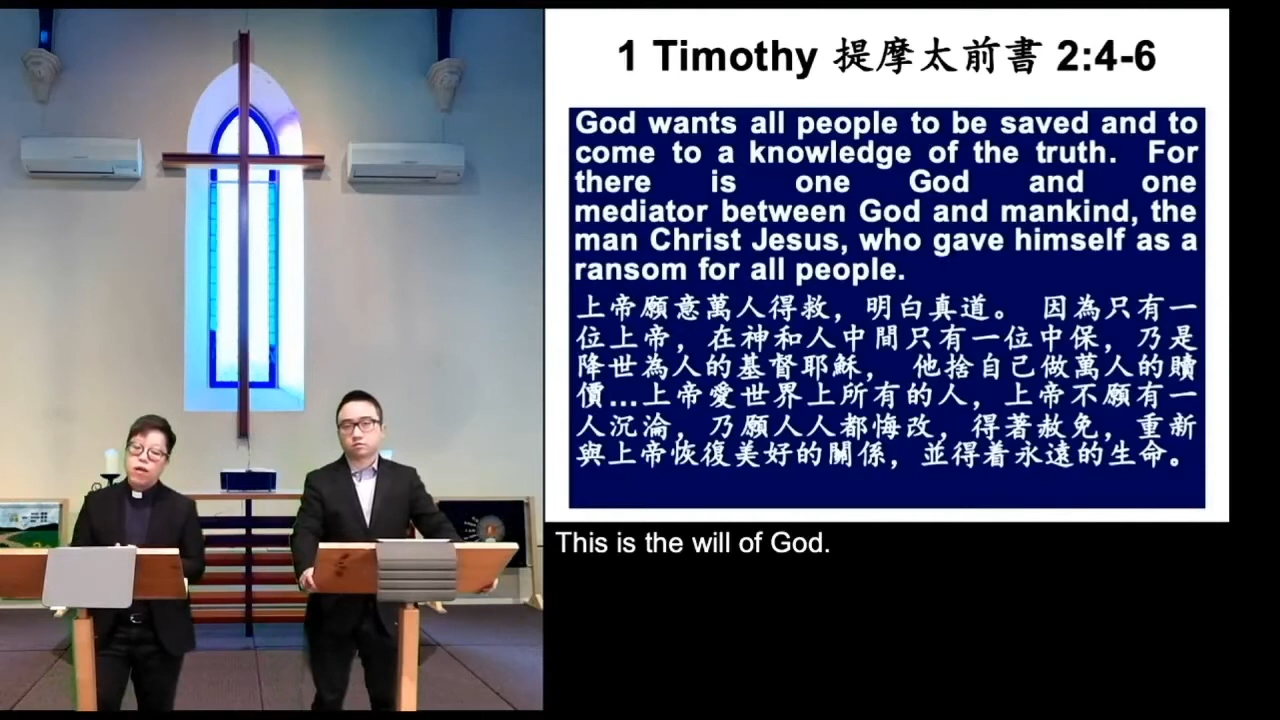 1 Timothy 提摩太前書 2:4-6
God wants all people to be saved and to
come to a knowledge of the truth. For
there is one God and one
mediator between God and mankind, the
man Christ Jesus, who gave himself as a
ransom for all people.
上帝願意萬人得救，明白真道。 因為只有一
位上帝，在神和人中間只有一位中保，乃是
降世為人的基督耶穌， 他捨自己做萬人的贖
價…上帝愛世界上所有的人，上帝不願有一
人沉淪，乃願人人都悔改，得著赦免，重新
與上帝恢復美好的關係，並得着永遠的生命。
This is the will of God.